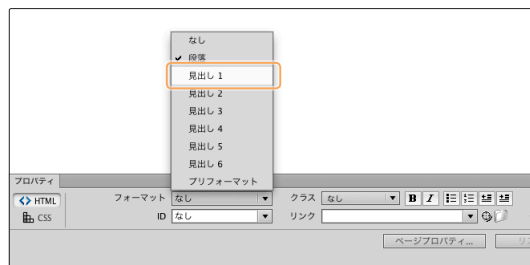 なし
段落
見出し 1
見出し 2
見出し 3
見出し 4
見出し 5
見出し 6
プリフォーマット
プロパティ
<> HTML
フォーマット なし
クラス なし
B I
CSS
ID なし
リンク
ページプロパティ...
リス